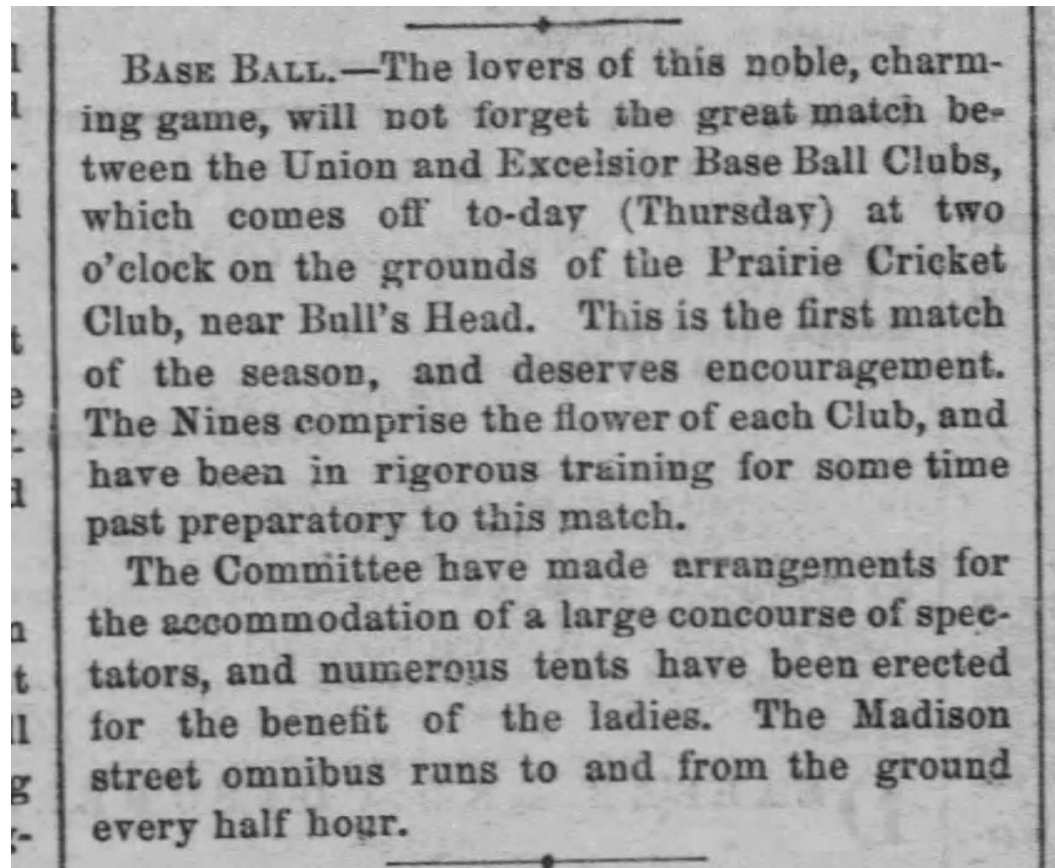 BASE BALL.—The lovers of this noble, charm-
ing game, will not forget the great match be-
tween the Union and Excelsior Base Ball Clubs,
which comes off to-day (Thursday) at two
o'clock on the grounds of the Prairie Cricket
Club, near Bull's Head. This is the first match
of the season, and deserves encouragement.
The Nines comprise the flower of each Club, and
have been in rigorous training for some time
past preparatory to this match.
The Committee have made arrangements for
the accommodation of a large concourse of spec-
tators, and numerous tents have been erected
for the benefit of the ladies. The Madison
street omnibus runs to and from the ground
every half hour.